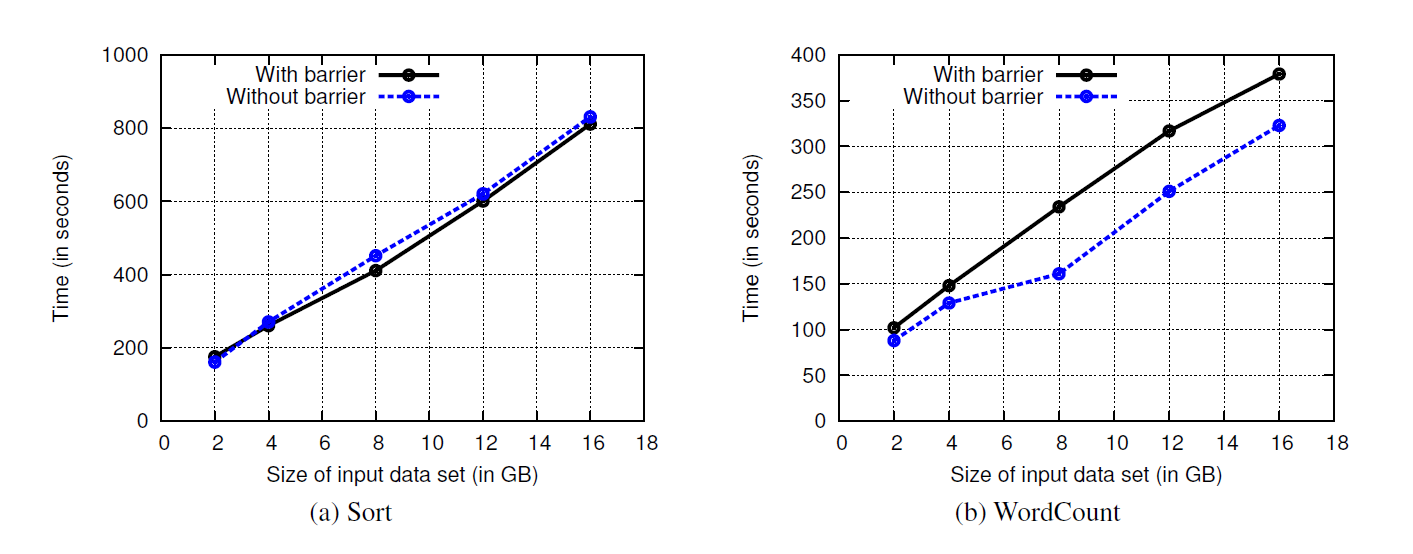 1000
800
600
400
200
0
Time (in seconds)
With barrier
Without barrier
0 2 4 6 8 10 12 14 16 18
Size of input data set (in GB)
(a) Sort
400
350
300
250
200
150
100
50
0
Time (in seconds)
With barrier
Without barrier
0 2 4 6 8 10 12 14 16 18
Size of input data set (in GB)
(b) WordCount